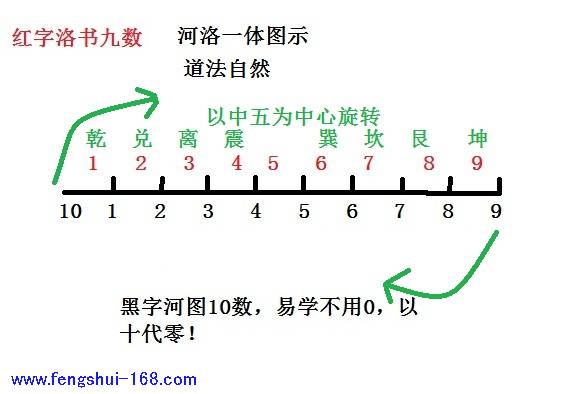 红字洛书九数
河洛一体图示
道法自然
以中五为中心旋转
乾 兑 离 震 巽 坎 艮 坤
1 2 3 4 5 6 7 8 9
10 1 2 3 4 5 6 7 8 9
黑字河图10数，易学不用0，以
十代零！
www.fengshui-168.com